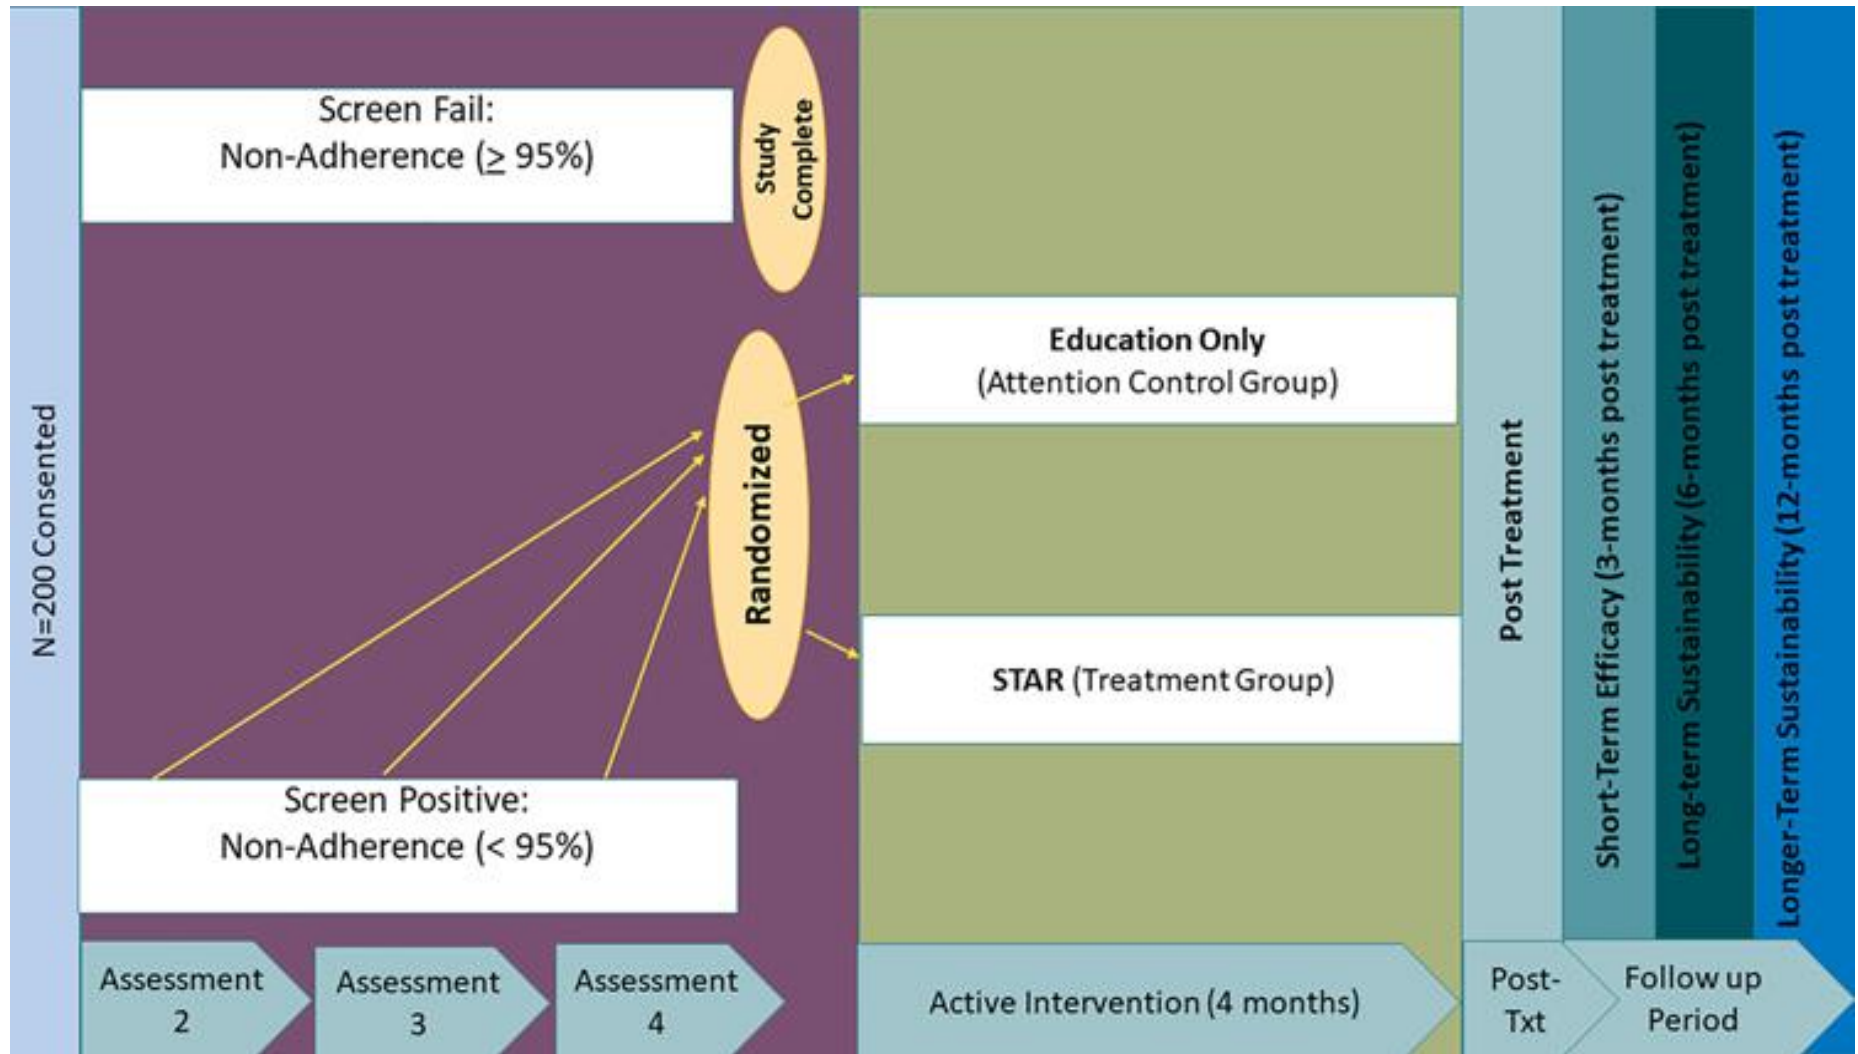 N=200 Consented
Screen Fail:
Non-Adherence (≥ 95%)
Study
Complete
Randomized
Screen Positive:
Non-Adherence (< 95%)
Education Only
(Attention Control Group)
STAR (Treatment Group)
Post Treatment
Short-Term Efficacy (3-months post treatment)
Long-term Sustainability (6-months post treatment)
Longer-Term Sustainability (12-months post treatment)
Assessment
2
Assessment
3
Assessment
4
Active Intervention (4 months)
Post-
Txt
Follow up
Period